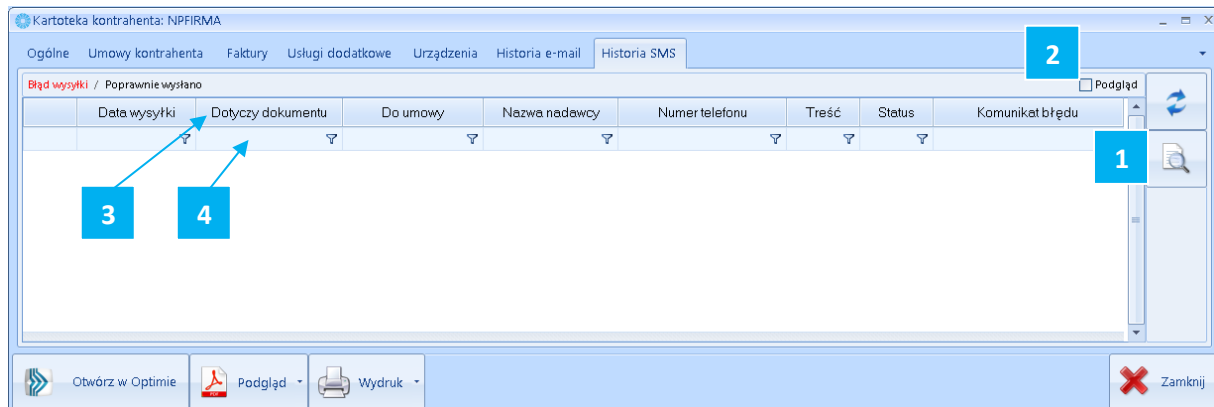 Kartoteka kontrahenta: NPFIRMA
Ogólne Umowy kontrahenta Faktury Usługi dodatkowe Urządzenia Historia e-mail Historia SMS
2
Błąd wysyłki / Poprawnie wysłano Podgląd
Data wysyłki Dotyczy dokumentu Do umowy Nazwa nadawcy Numer telefonu Treść Status Komunikat błędu
1
3 4
Otwórz w Optimie PDF Podgląd Wydruk Zamknij